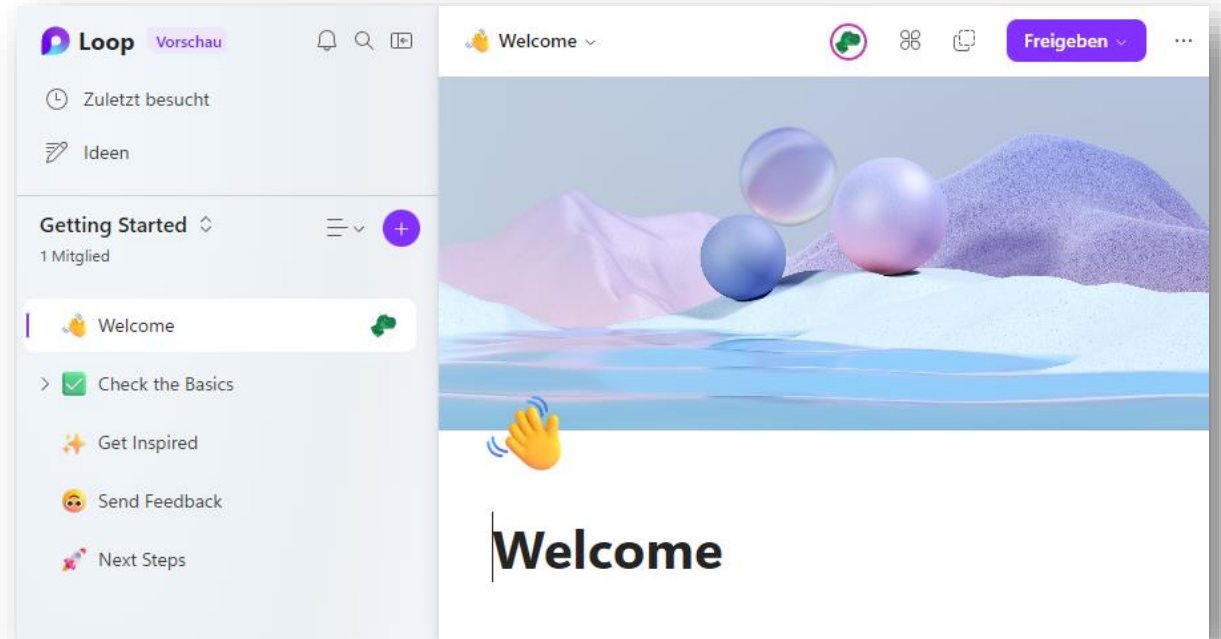 Loop Vorschau
Zuletzt besucht
Ideen
Getting Started
1 Mitglied
Welcome
Check the Basics
Get Inspired
Send Feedback
Next Steps
Welcome
Freigeben
Welcome